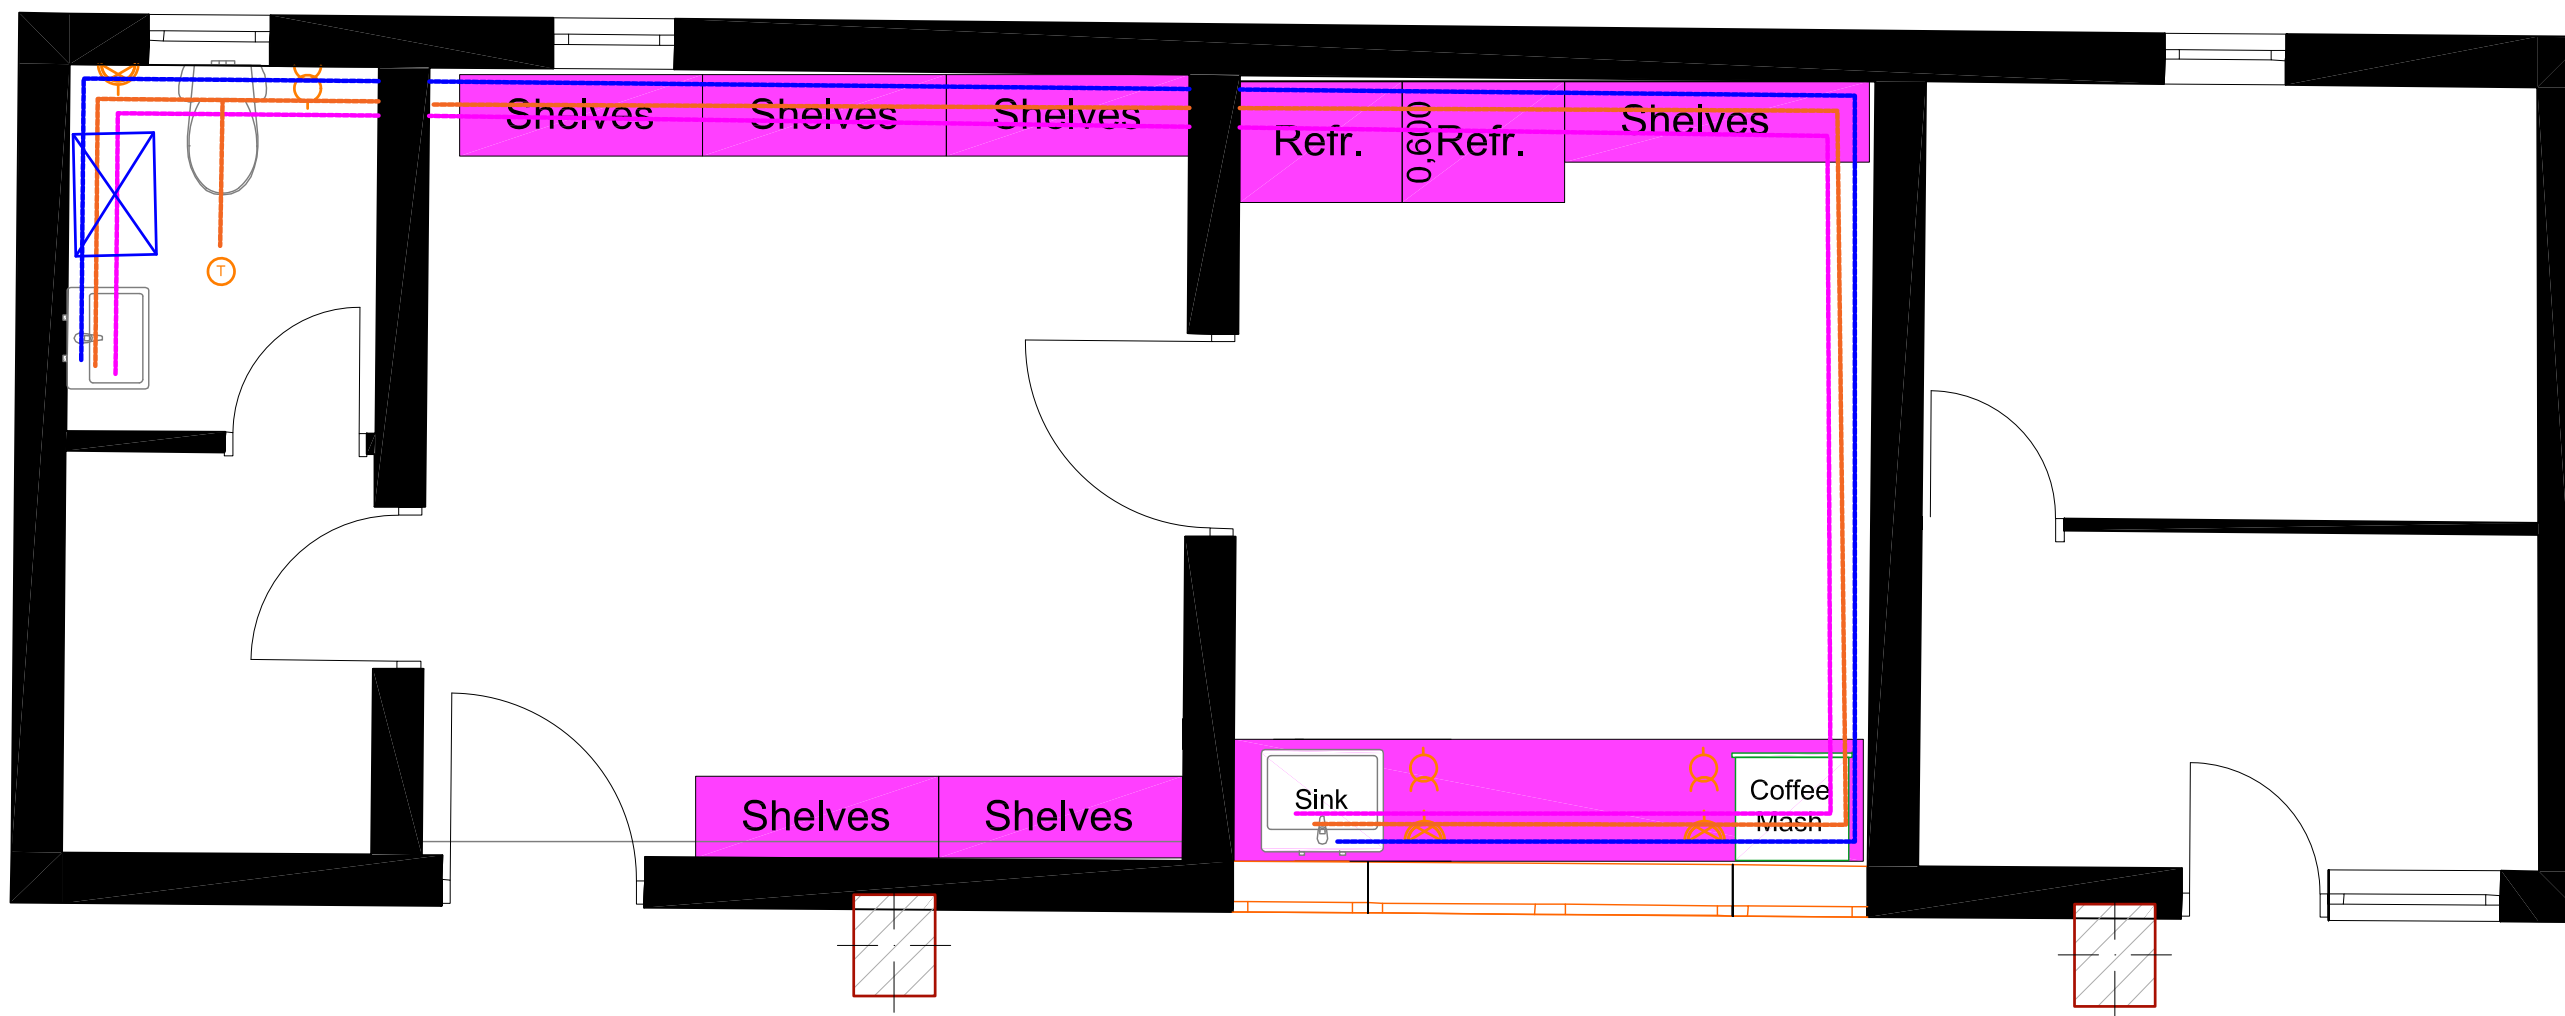 Shelves
Shelves
Shelves
Refr.
0,600
Refr.
Shelves
T
Shelves
Shelves
Sink
Coffee
Mash